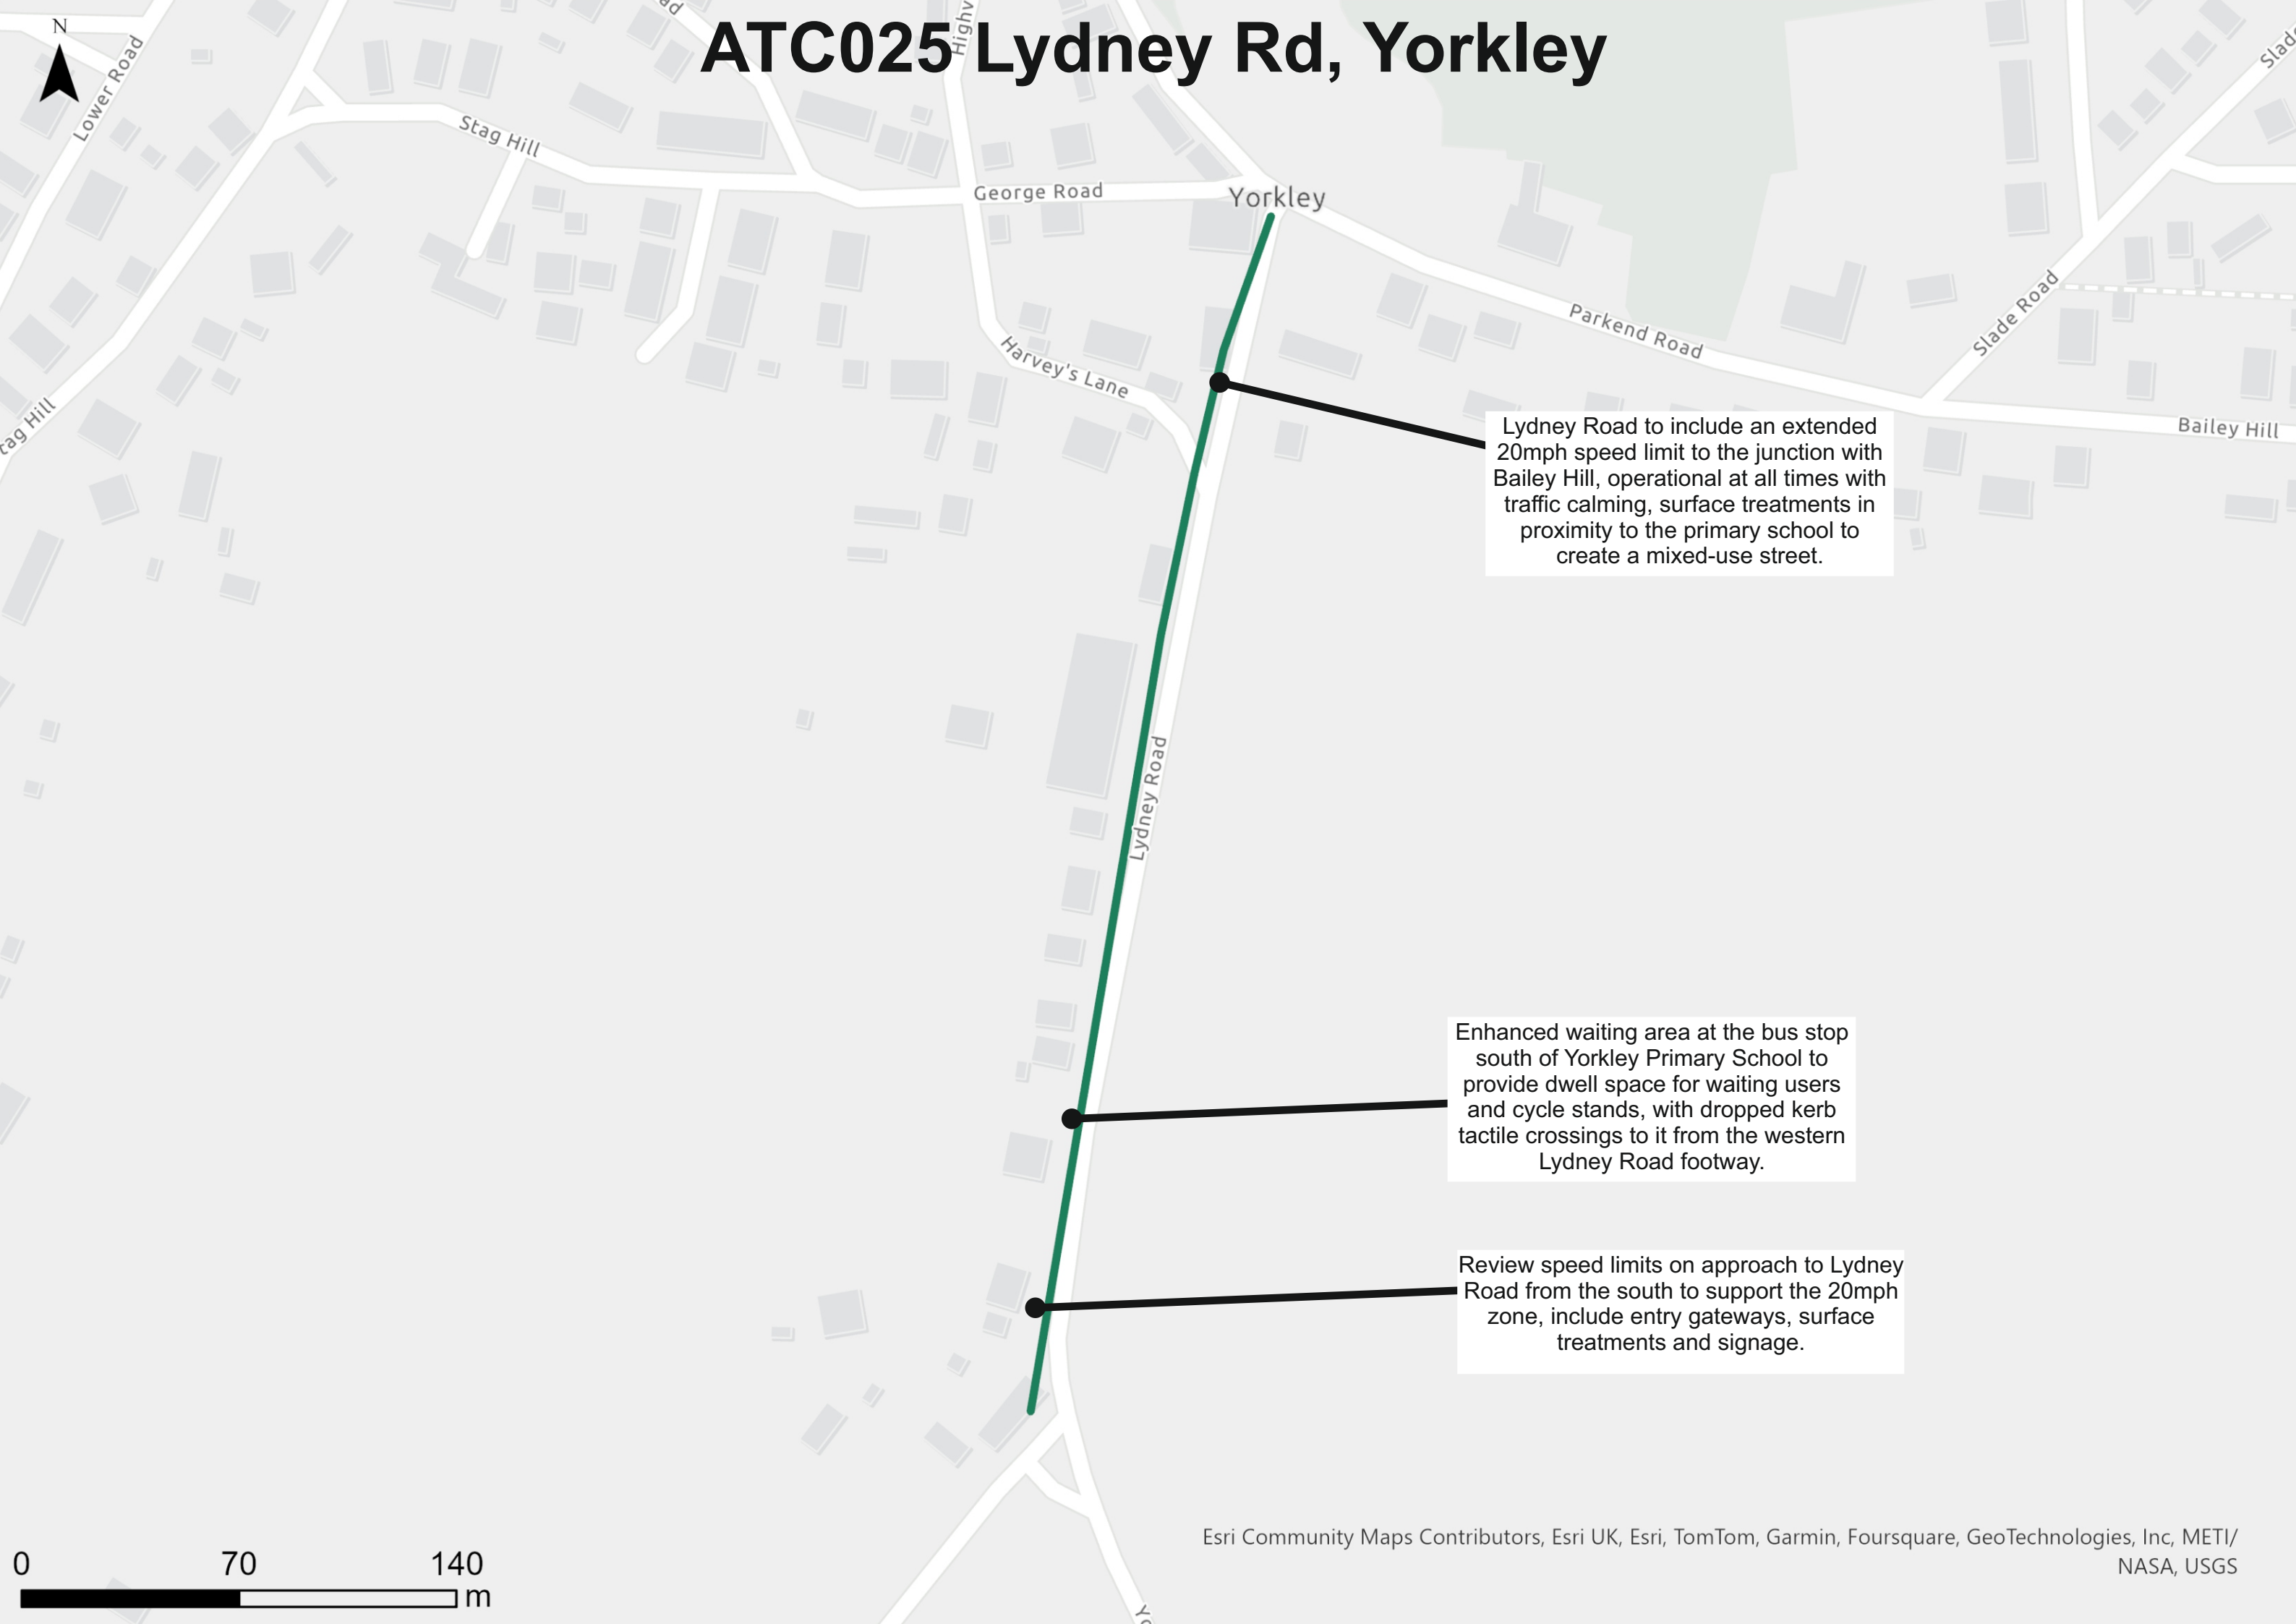 ATC025 Lydney Rd, Yorkley
N
Lower Road
Stag Hill
George Road
Yorkley
Harvey's Lane
Parkend Road
Slade Road
Bailey Hill
Lydney Road to include an extended
20mph speed limit to the junction with
Bailey Hill, operational at all times with
traffic calming, surface treatments in
proximity to the primary school to
create a mixed-use street.
Lydney Road
Enhanced waiting area at the bus stop
south of Yorkley Primary School to
provide dwell space for waiting users
and cycle stands, with dropped kerb
tactile crossings to it from the western
Lydney Road footway.
Review speed limits on approach to Lydney
Road from the south to support the 20mph
zone, include entry gateways, surface
treatments and signage.
Esri Community Maps Contributors, Esri UK, Esri, TomTom, Garmin, Foursquare, GeoTechnologies, Inc, METI/
NASA, USGS
0 70 140
m